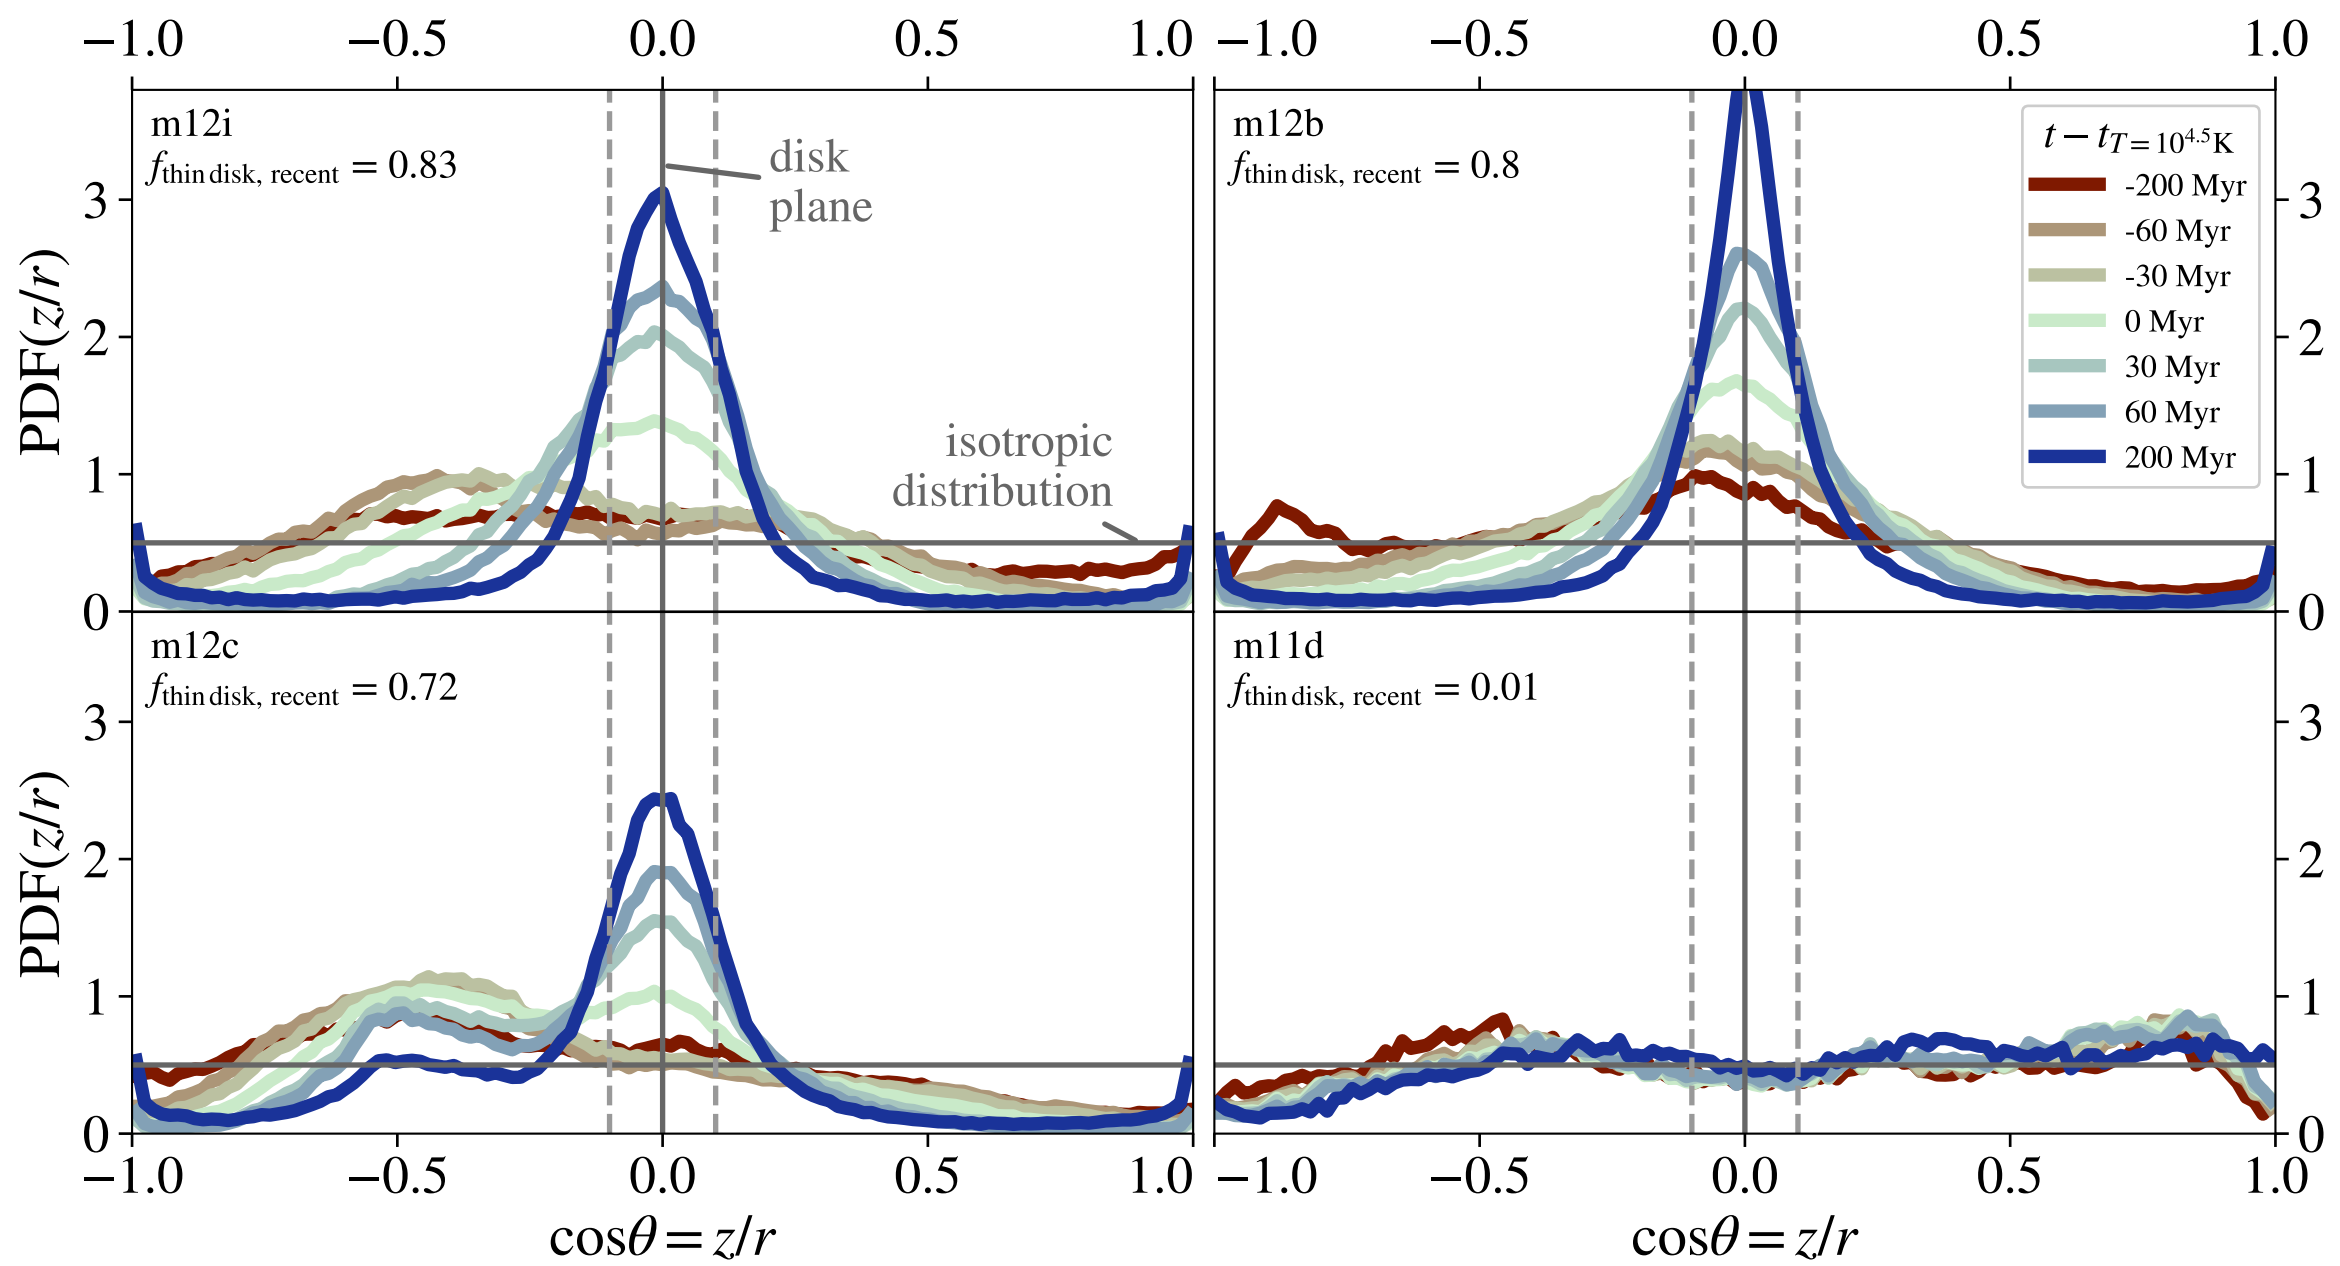 −1.0 −0.5 0.0 0.5 1.0 −1.0 −0.5 0.0 0.5 1.0
m12i
f thin disk, recent = 0.83
disk
plane
isotropic
distribution
PDF(z/r)
3
2
1
0
m12b
f thin disk, recent = 0.8
t − t T=10^4.5 K
-200 Myr
-60 Myr
-30 Myr
0 Myr
30 Myr
60 Myr
200 Myr
3
2
1
0
m12c
f thin disk, recent = 0.72
PDF(z/r)
3
2
1
0
m11d
f thin disk, recent = 0.01
3
2
1
0
−1.0 −0.5 0.0 0.5 1.0 −1.0 −0.5 0.0 0.5 1.0
cosθ = z/r cosθ = z/r